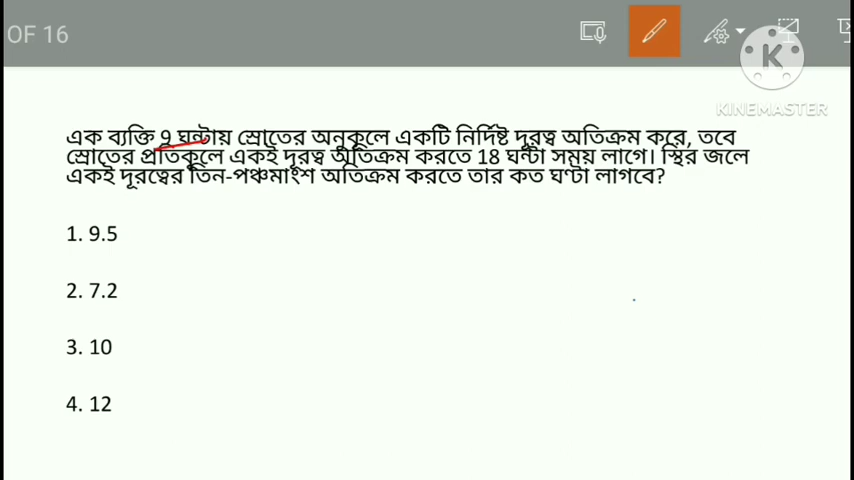 OF 16
K
KINEMASTER
এক ব্যক্তি 9 ঘন্টায় স্রোতের অনুকূলে একটি নির্দিষ্ট দূরত্ব অতিক্রম করে, তবে
স্রোতের প্রতিকূলে একই দূরত্ব অতিক্রম করতে 18 ঘন্টা সময় লাগে। স্থির জলে
একই দূরত্বের তিন-পঞ্চমাংশ অতিক্রম করতে তার কত ঘণ্টা লাগবে?
1. 9.5
2. 7.2
3. 10
4. 12